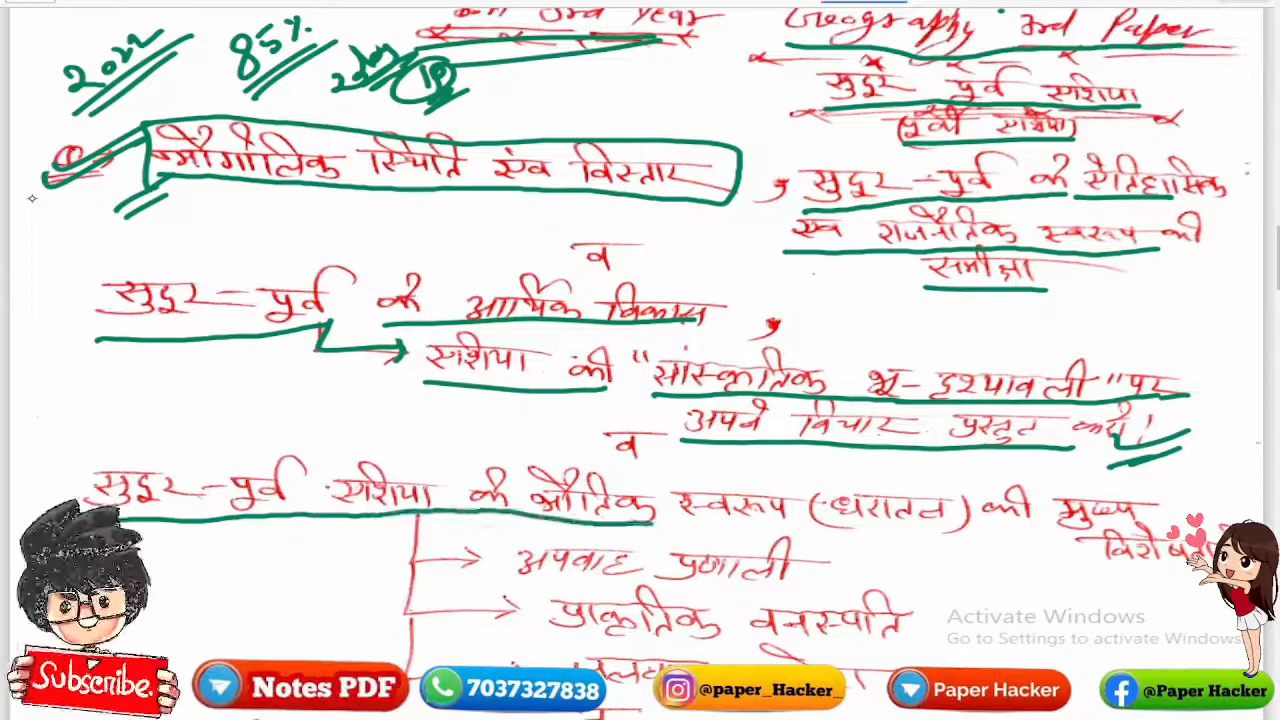 3rd year
Geography 3rd Paper
2022
85%
सुदूर पूर्व एशिया
(पूर्वी एशिया)
भौगोलिक स्थिति एंव विस्तार
, सुदूर-पूर्व के ऐतिहासिक
एंव राजनैतिक स्वरूप की
समीक्षा
व
सुदूर-पूर्व के आर्थिक विकास ,
एशिया की "सांस्कृतिक भू-दृश्यावली" पर
अपने विचार प्रस्तुत करो!
व
सुदूर-पूर्व एशिया के भौतिक स्वरूप (धरातल) की मुख्य
अपवाह प्रणाली
प्राकृतिक वनस्पति
Activate Windows
Go to Settings to activate Windows.
Subscribe.
Notes PDF
7037327838
@paper_Hacker_
Paper Hacker
@Paper Hacker